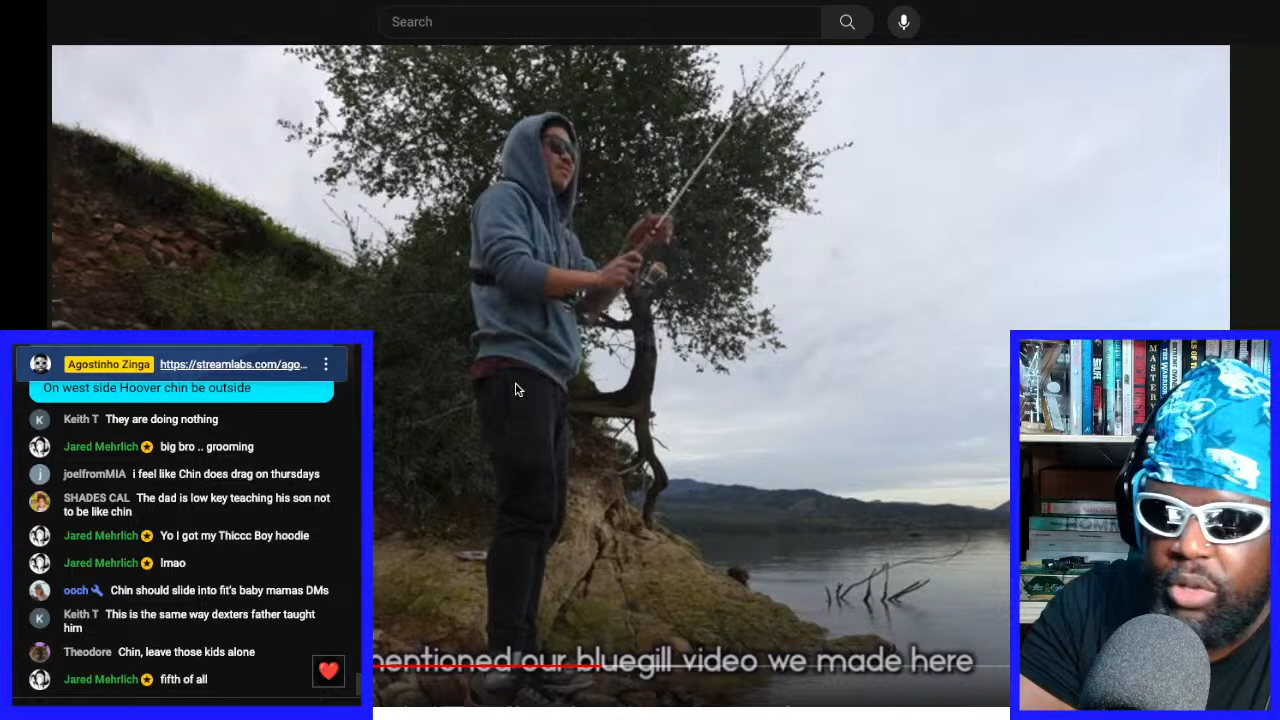 Search
Agostinho Zinga https://streamlabs.com/ago...
On west side Hoover chin be outside
K Keith T They are doing nothing
Jared Mehrlich big bro .. grooming
j joelfromMIA i feel like Chin does drag on thursdays
SHADES CAL The dad is low key teaching his son not
to be like chin
Jared Mehrlich Yo I got my Thiccc Boy hoodie
Jared Mehrlich lmao
ooch Chin should slide into fit's baby mamas DMs
K Keith T This is the same way dexters father taught
him
Theodore Chin, leave those kids alone
Jared Mehrlich fifth of all
mentioned our bluegill video we made here
MASTERY